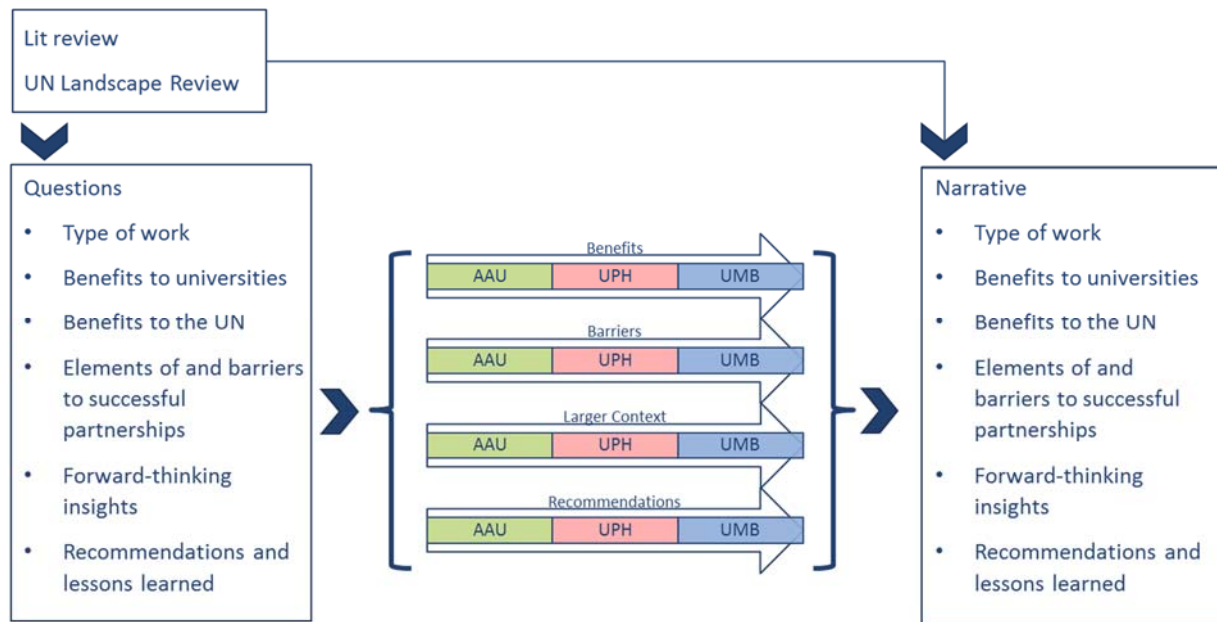 Lit review
UN Landscape Review
Questions
• Type of work
• Benefits to universities
• Benefits to the UN
• Elements of and barriers
to successful
partnerships
• Forward-thinking
insights
• Recommendations and
lessons learned
Benefits
AAU UPH UMB
Barriers
AAU UPH UMB
Larger Context
AAU UPH UMB
Recommendations
AAU UPH UMB
Narrative
• Type of work
• Benefits to universities
• Benefits to the UN
• Elements of and
barriers to successful
partnerships
• Forward-thinking
insights
• Recommendations and
lessons learned